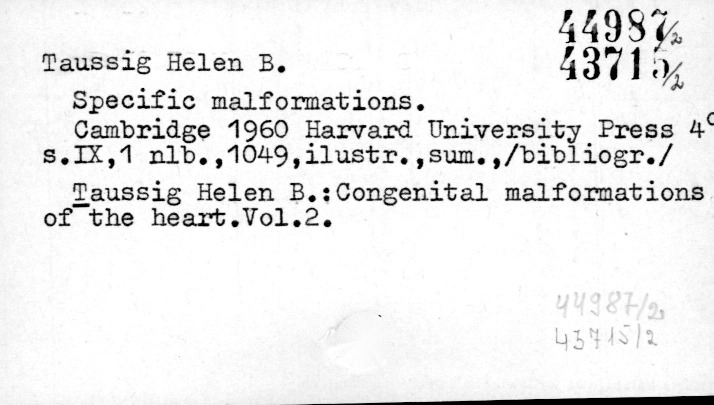 44987/2
43715/2
Taussig Helen B.
Specific malformations.
Cambridge 1960 Harvard University Press 4°
s.IX,1 nlb.,1049,ilustr.,sum.,/bibliogr./
Taussig Helen B.:Congenital malformations
of the heart.Vol.2.
44987/2
43715/2